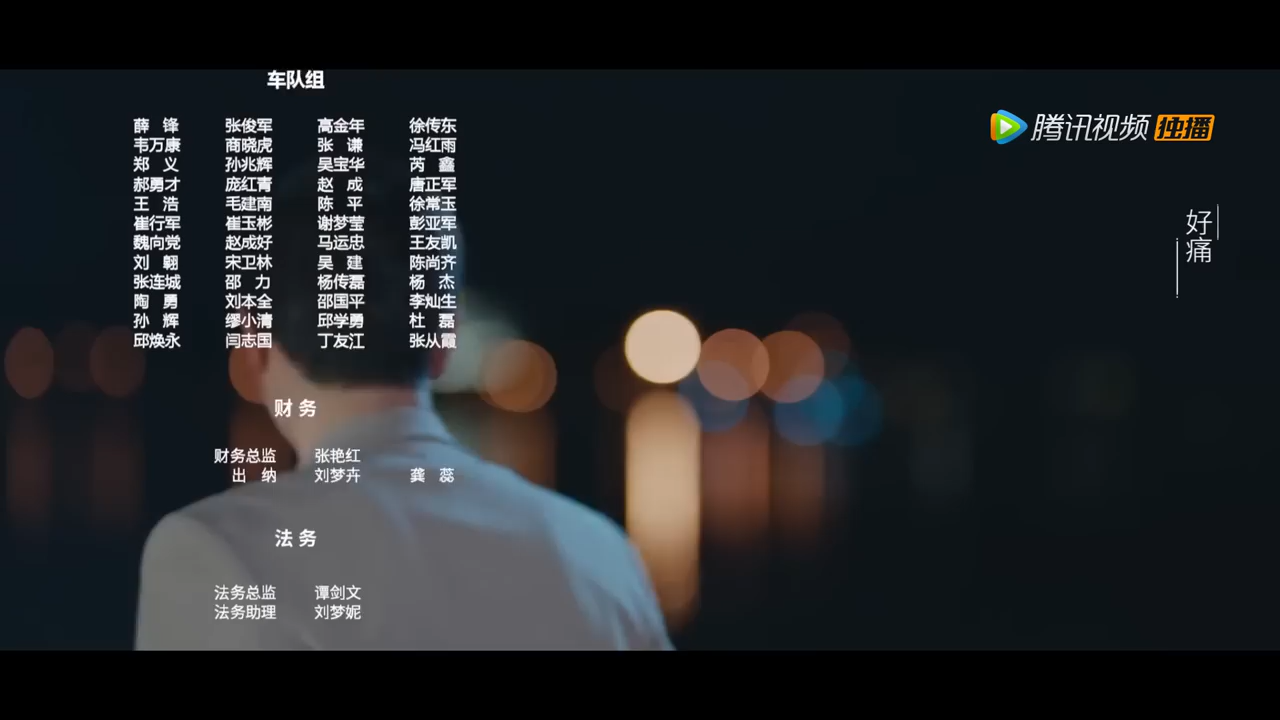 车队组
薛 锋 张俊军 高金年 徐传东
韦万康 商晓虎 张 谦 冯红雨
郑 义 孙兆辉 吴宝华 芮 鑫
郝勇才 庞红青 赵 成 唐正军
王 浩 毛建南 陈 平 徐常玉
崔行军 崔玉彬 谢梦莹 彭亚军
魏向党 赵成好 马运忠 王友凯
刘 翱 宋卫林 吴 建 陈尚齐
张连城 邵 力 杨传磊 杨 杰
陶 勇 刘本全 邵国平 李灿生
孙 辉 缪小清 邱学勇 杜 磊
邱焕永 闫志国 丁友江 张从霞
财务
财务总监 张艳红
出 纳 刘梦卉 龚 蕊
法务
法务总监 谭剑文
法务助理 刘梦妮
腾讯视频 独播
好痛